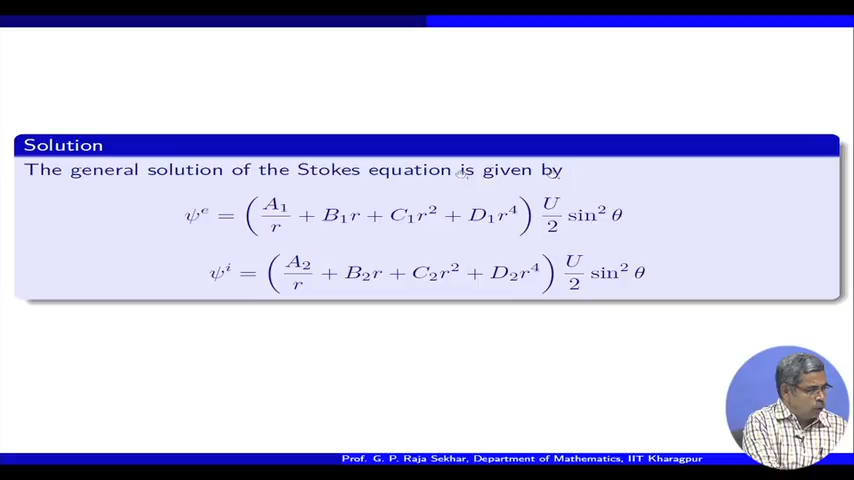 Solution
The general solution of the Stokes equation is given by
ψ^e = (A_1/r + B_1 r + C_1 r^2 + D_1 r^4) U/2 sin^2 θ
ψ^i = (A_2/r + B_2 r + C_2 r^2 + D_2 r^4) U/2 sin^2 θ
Prof. G. P. Raja Sekhar, Department of Mathematics, IIT Kharagpur